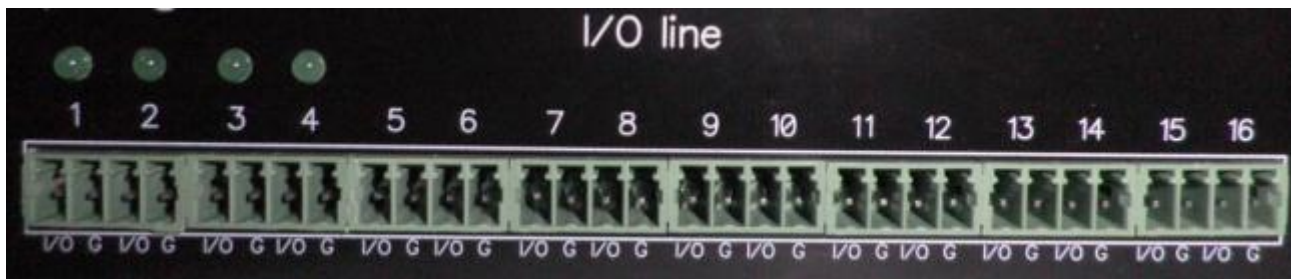 I/O line
1 2 3 4 5 6 7 8 9 10 11 12 13 14 15 16
I/O G I/O G I/O G I/O G I/O G I/O G I/O G I/O G I/O G I/O G I/O G I/O G I/O G I/O G I/O G I/O G